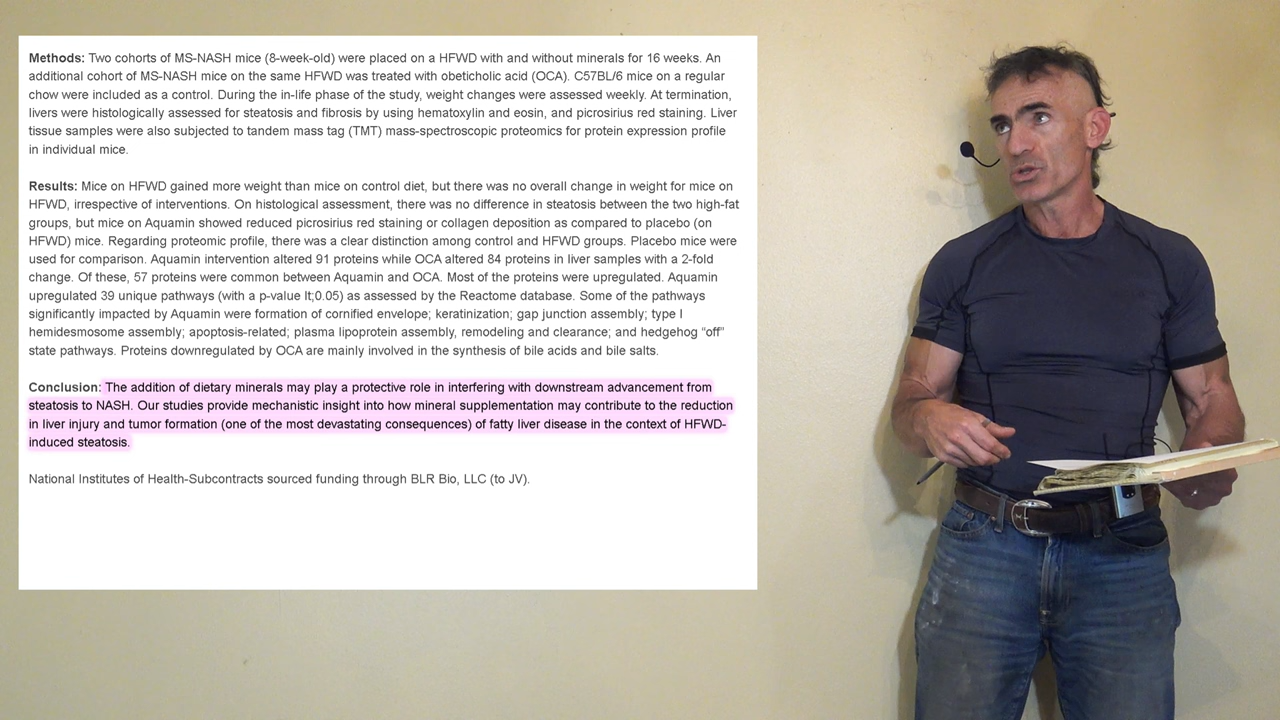 Methods: Two cohorts of MS-NASH mice (8-week-old) were placed on a HFWD with and without minerals for 16 weeks. An
additional cohort of MS-NASH mice on the same HFWD was treated with obeticholic acid (OCA). C57BL/6 mice on a regular
chow were included as a control. During the in-life phase of the study, weight changes were assessed weekly. At termination,
livers were histologically assessed for steatosis and fibrosis by using hematoxylin and eosin, and picrosirius red staining. Liver
tissue samples were also subjected to tandem mass tag (TMT) mass-spectroscopic proteomics for protein expression profile
in individual mice.
Results: Mice on HFWD gained more weight than mice on control diet, but there was no overall change in weight for mice on
HFWD, irrespective of interventions. On histological assessment, there was no difference in steatosis between the two high-fat
groups, but mice on Aquamin showed reduced picrosirius red staining or collagen deposition as compared to placebo (on
HFWD) mice. Regarding proteomic profile, there was a clear distinction among control and HFWD groups. Placebo mice were
used for comparison. Aquamin intervention altered 91 proteins while OCA altered 84 proteins in liver samples with a 2-fold
change. Of these, 57 proteins were common between Aquamin and OCA. Most of the proteins were upregulated. Aquamin
upregulated 39 unique pathways (with a p-value lt;0.05) as assessed by the Reactome database. Some of the pathways
significantly impacted by Aquamin were formation of cornified envelope; keratinization; gap junction assembly; type I
hemidesmosome assembly; apoptosis-related; plasma lipoprotein assembly, remodeling and clearance; and hedgehog “off”
state pathways. Proteins downregulated by OCA are mainly involved in the synthesis of bile acids and bile salts.
Conclusion: The addition of dietary minerals may play a protective role in interfering with downstream advancement from
steatosis to NASH. Our studies provide mechanistic insight into how mineral supplementation may contribute to the reduction
in liver injury and tumor formation (one of the most devastating consequences) of fatty liver disease in the context of HFWD-
induced steatosis.
National Institutes of Health-Subcontracts sourced funding through BLR Bio, LLC (to JV).